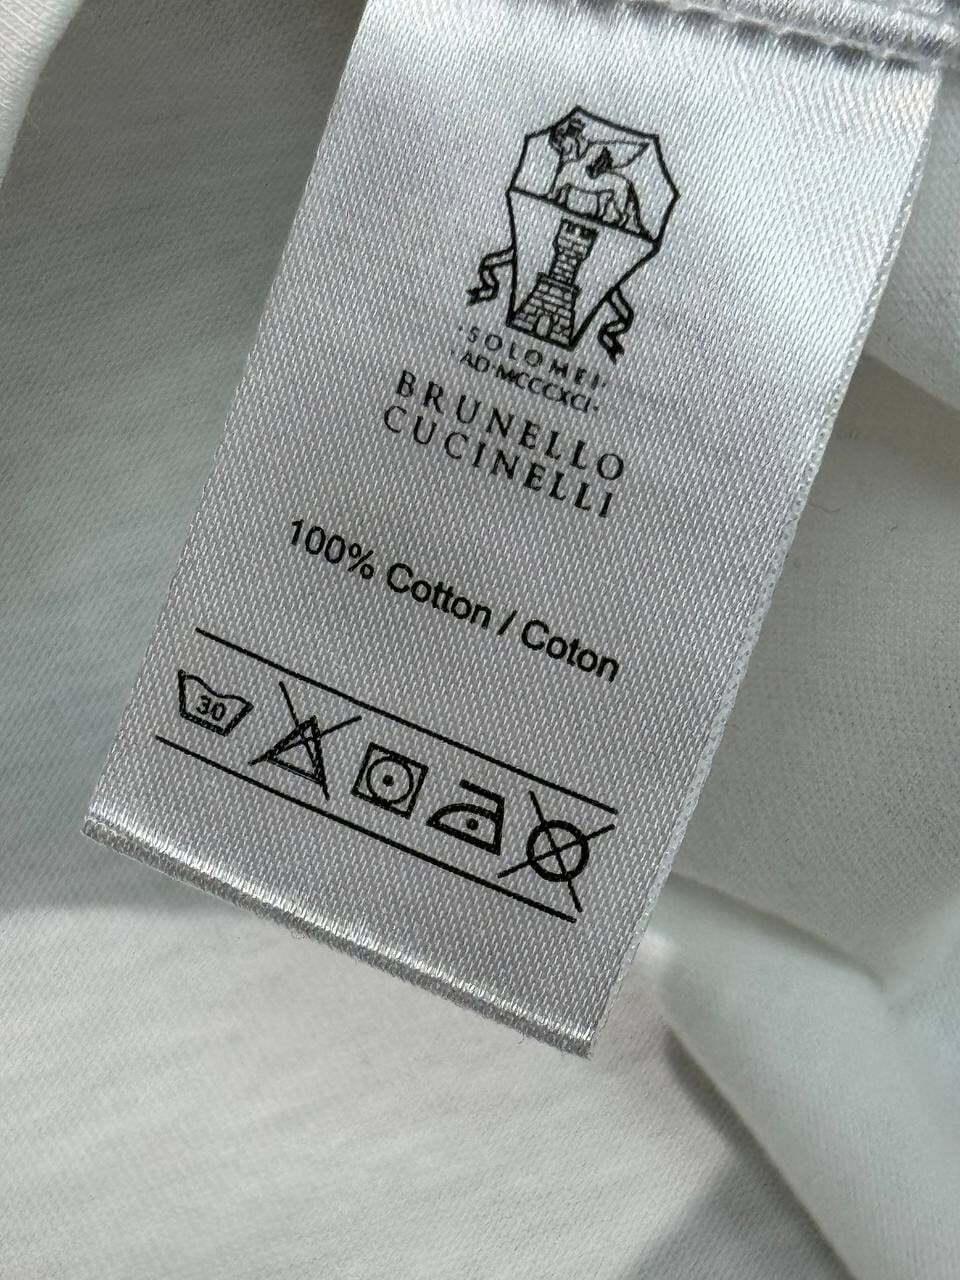 ·SOLOMEI·
·AD·MCCCXCI·
BRUNELLO
CUCINELLI
100% Cotton / Coton
30